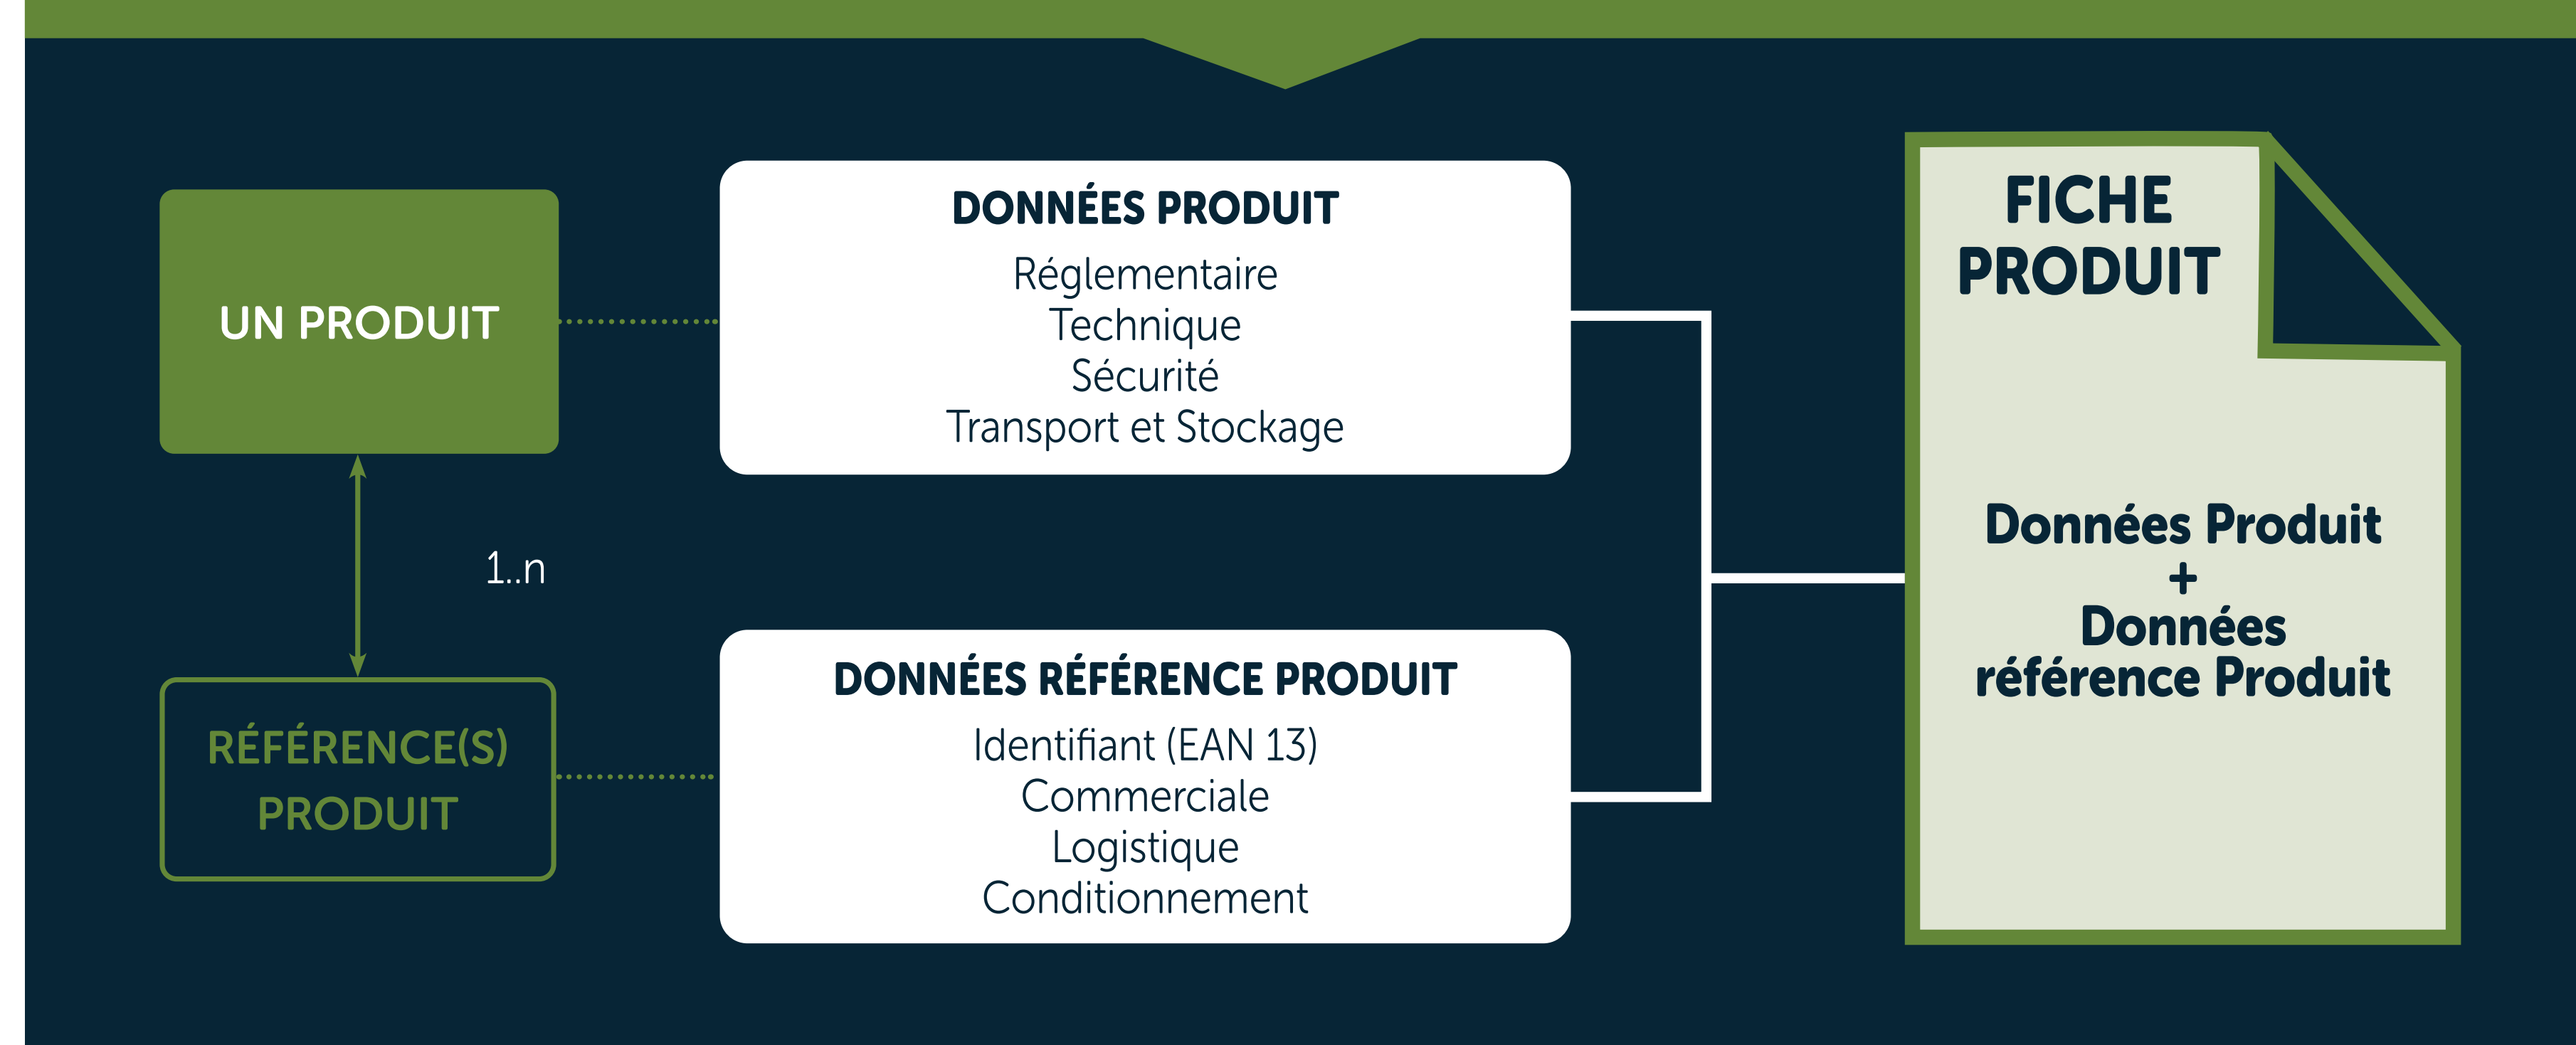 UN PRODUIT
DONNÉES PRODUIT
Réglementaire
Technique
Sécurité
Transport et Stockage
1..n
RÉFÉRENCE(S)
PRODUIT
DONNÉES RÉFÉRENCE PRODUIT
Identifiant (EAN 13)
Commerciale
Logistique
Conditionnement
FICHE
PRODUIT
Données Produit
+
Données
référence Produit